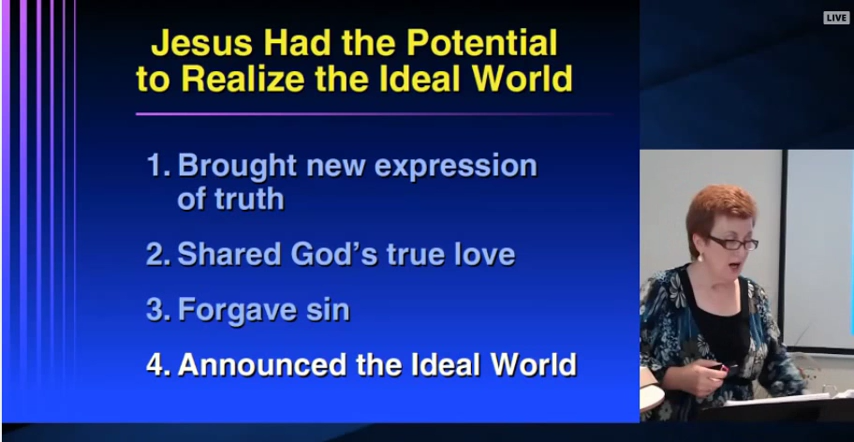 LIVE
Jesus Had the Potential
to Realize the Ideal World
1. Brought new expression
of truth
2. Shared God's true love
3. Forgave sin
4. Announced the Ideal World